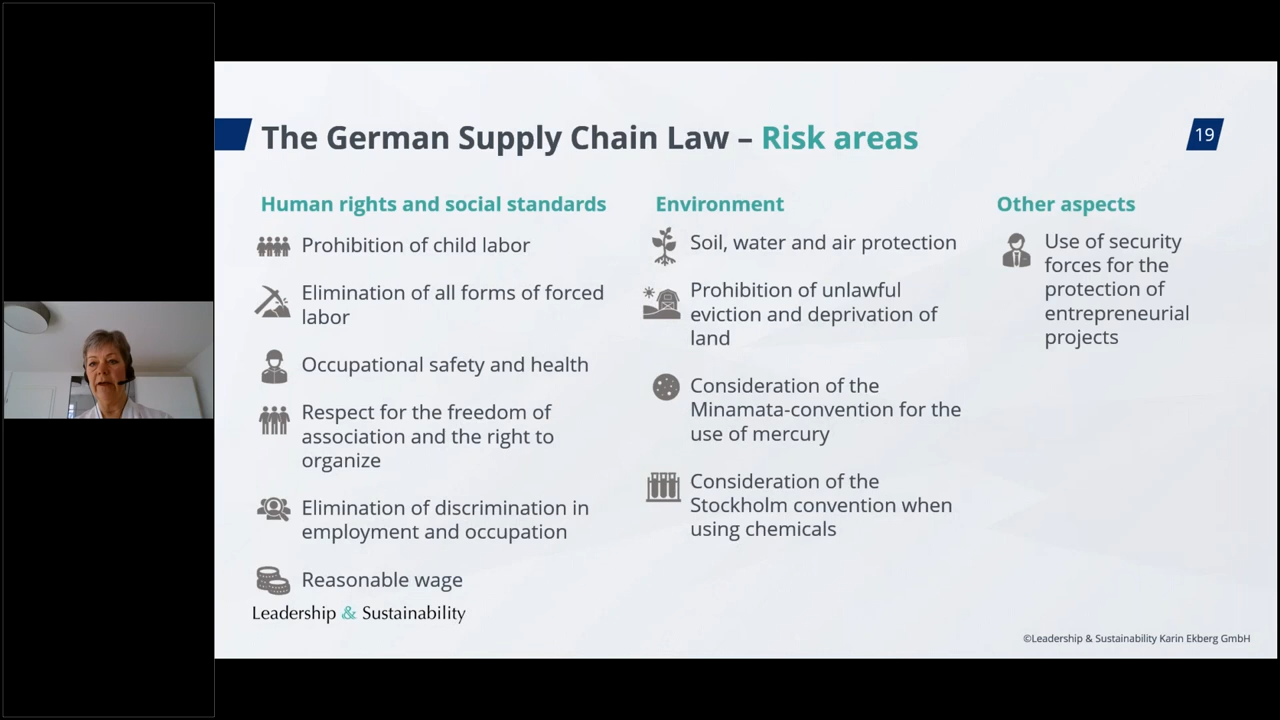 The German Supply Chain Law – Risk areas
19
Human rights and social standards
Prohibition of child labor
Elimination of all forms of forced
labor
Occupational safety and health
Respect for the freedom of
association and the right to
organize
Elimination of discrimination in
employment and occupation
Reasonable wage
Environment
Soil, water and air protection
Prohibition of unlawful
eviction and deprivation of
land
Consideration of the
Minamata-convention for the
use of mercury
Consideration of the
Stockholm convention when
using chemicals
Other aspects
Use of security
forces for the
protection of
entrepreneurial
projects
Leadership & Sustainability
©Leadership & Sustainability Karin Ekberg GmbH